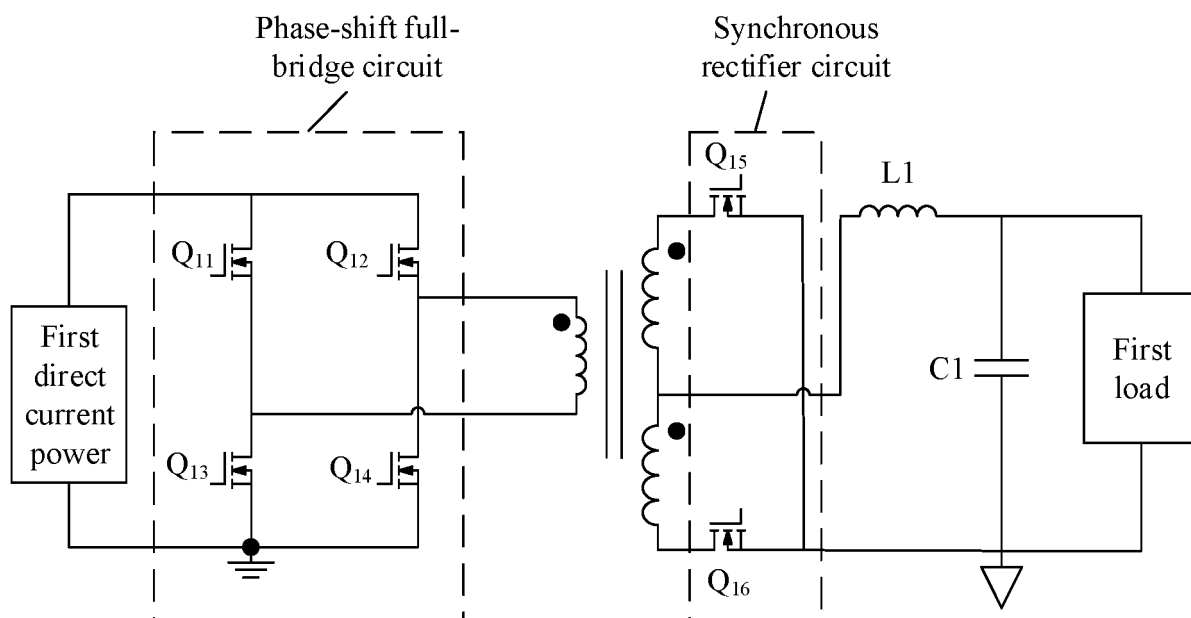 Phase-shift full-
bridge circuit
Synchronous
rectifier circuit
Q15
L1
Q11
Q12
First
direct
current
power
C1
First
load
Q13
Q14
Q16